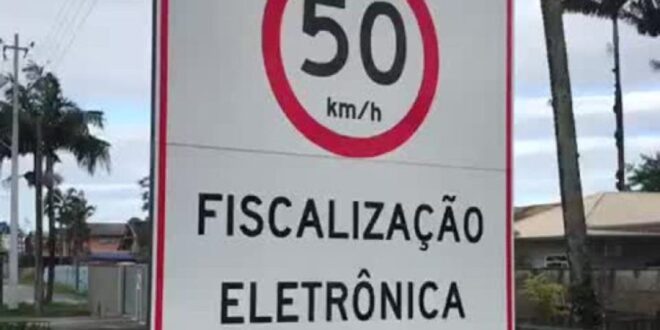 50
km/h
FISCALIZAÇÃO
ELETRÔNICA